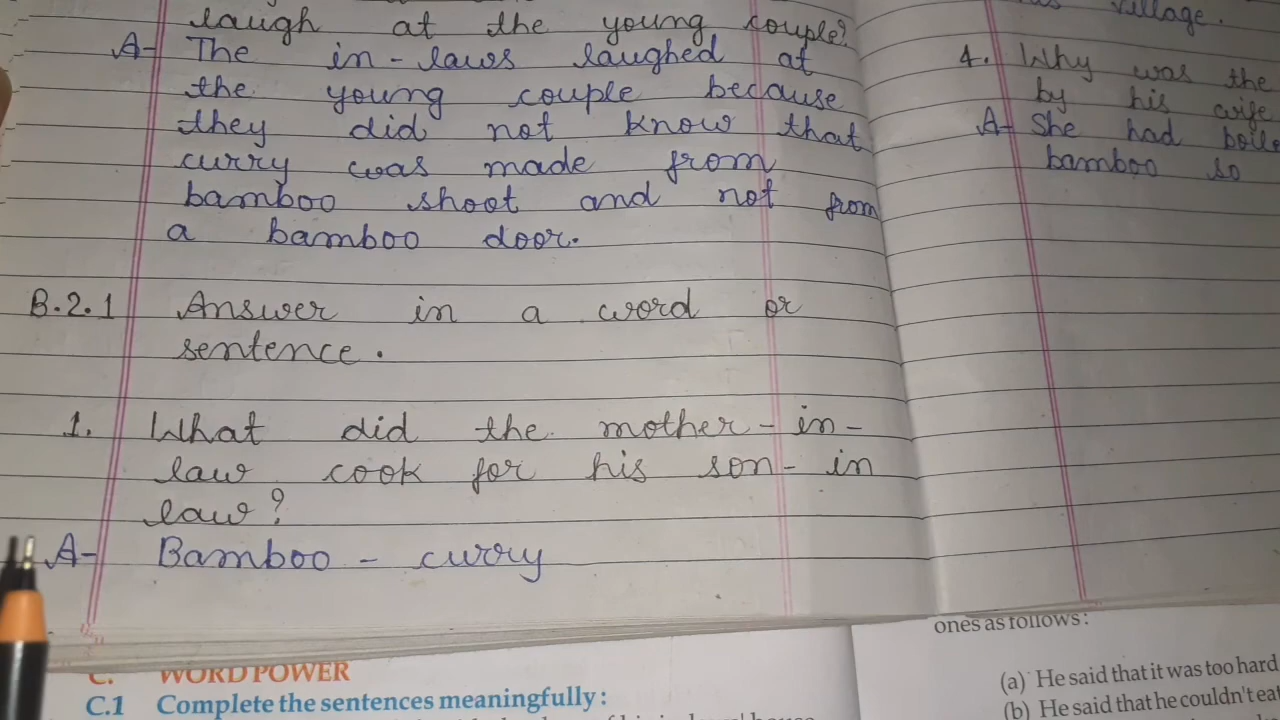 laugh at the young couple?
A- The in-laws laughed at
the young couple because
they did not know that
curry was made from
bamboo shoot and not from
a bamboo door.
B.2.1 Answer in a word or
sentence.
1. What did the mother-in-
law cook for his son-in
law?
A- Bamboo - curry
village.
4. Why was the
by his wife
A- She had
bamboo so
C. WORD POWER
C.1 Complete the sentences meaningfully:
ones as follows:
(a) He said that it was too hard
(b) He said that he couldn't eat